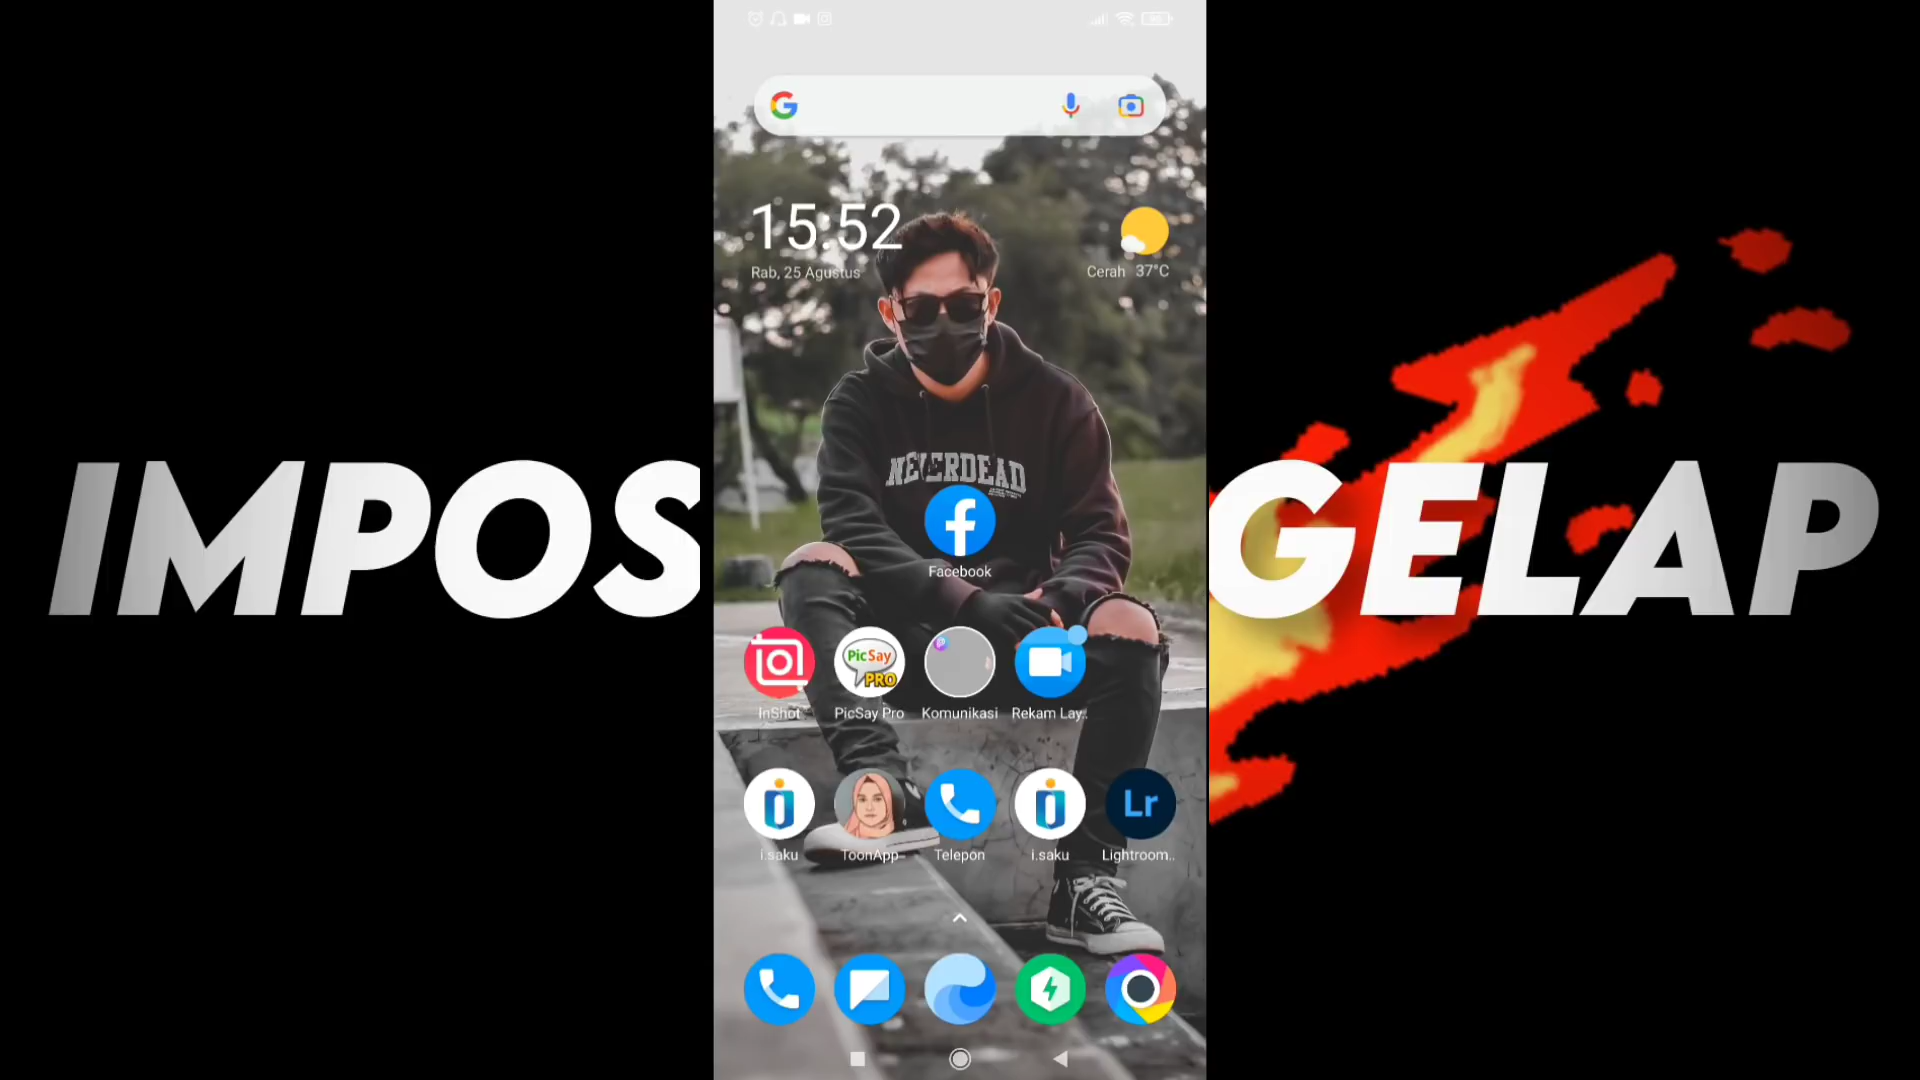 15:52
Rab, 25 Agustus
Cerah 37°C
IMPOS
GELAP
NEVERDEAD
Facebook
PicSay
PRO
InShot
PicSay Pro
Komunikasi
Rekam Lay..
Lr
i.saku
ToonApp
Telepon
i.saku
Lightroom..